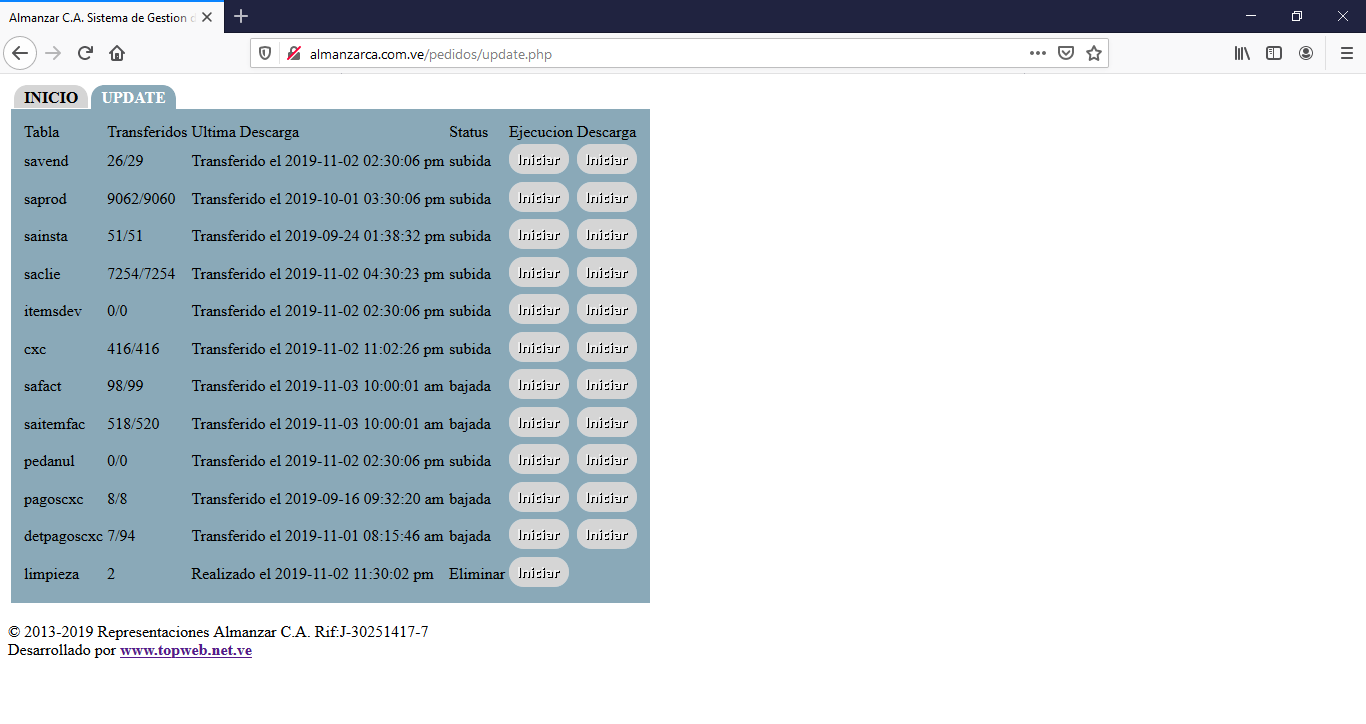 Almanzar C.A. Sistema de Gestion d
almanzarca.com.ve/pedidos/update.php
INICIO UPDATE
Tabla Transferidos Ultima Descarga Status Ejecucion Descarga
savend 26/29 Transferido el 2019-11-02 02:30:06 pm subida Iniciar Iniciar
saprod 9062/9060 Transferido el 2019-10-01 03:30:06 pm subida Iniciar Iniciar
sainsta 51/51 Transferido el 2019-09-24 01:38:32 pm subida Iniciar Iniciar
saclie 7254/7254 Transferido el 2019-11-02 04:30:23 pm subida Iniciar Iniciar
itemsdev 0/0 Transferido el 2019-11-02 02:30:06 pm subida Iniciar Iniciar
cxc 416/416 Transferido el 2019-11-02 11:02:26 pm subida Iniciar Iniciar
safact 98/99 Transferido el 2019-11-03 10:00:01 am bajada Iniciar Iniciar
saitemfac 518/520 Transferido el 2019-11-03 10:00:01 am bajada Iniciar Iniciar
pedanul 0/0 Transferido el 2019-11-02 02:30:06 pm subida Iniciar Iniciar
pagoscxc 8/8 Transferido el 2019-09-16 09:32:20 am bajada Iniciar Iniciar
detpagoscxc 7/94 Transferido el 2019-11-01 08:15:46 am bajada Iniciar Iniciar
limpieza 2 Realizado el 2019-11-02 11:30:02 pm Eliminar Iniciar
© 2013-2019 Representaciones Almanzar C.A. Rif:J-30251417-7
Desarrollado por www.topweb.net.ve